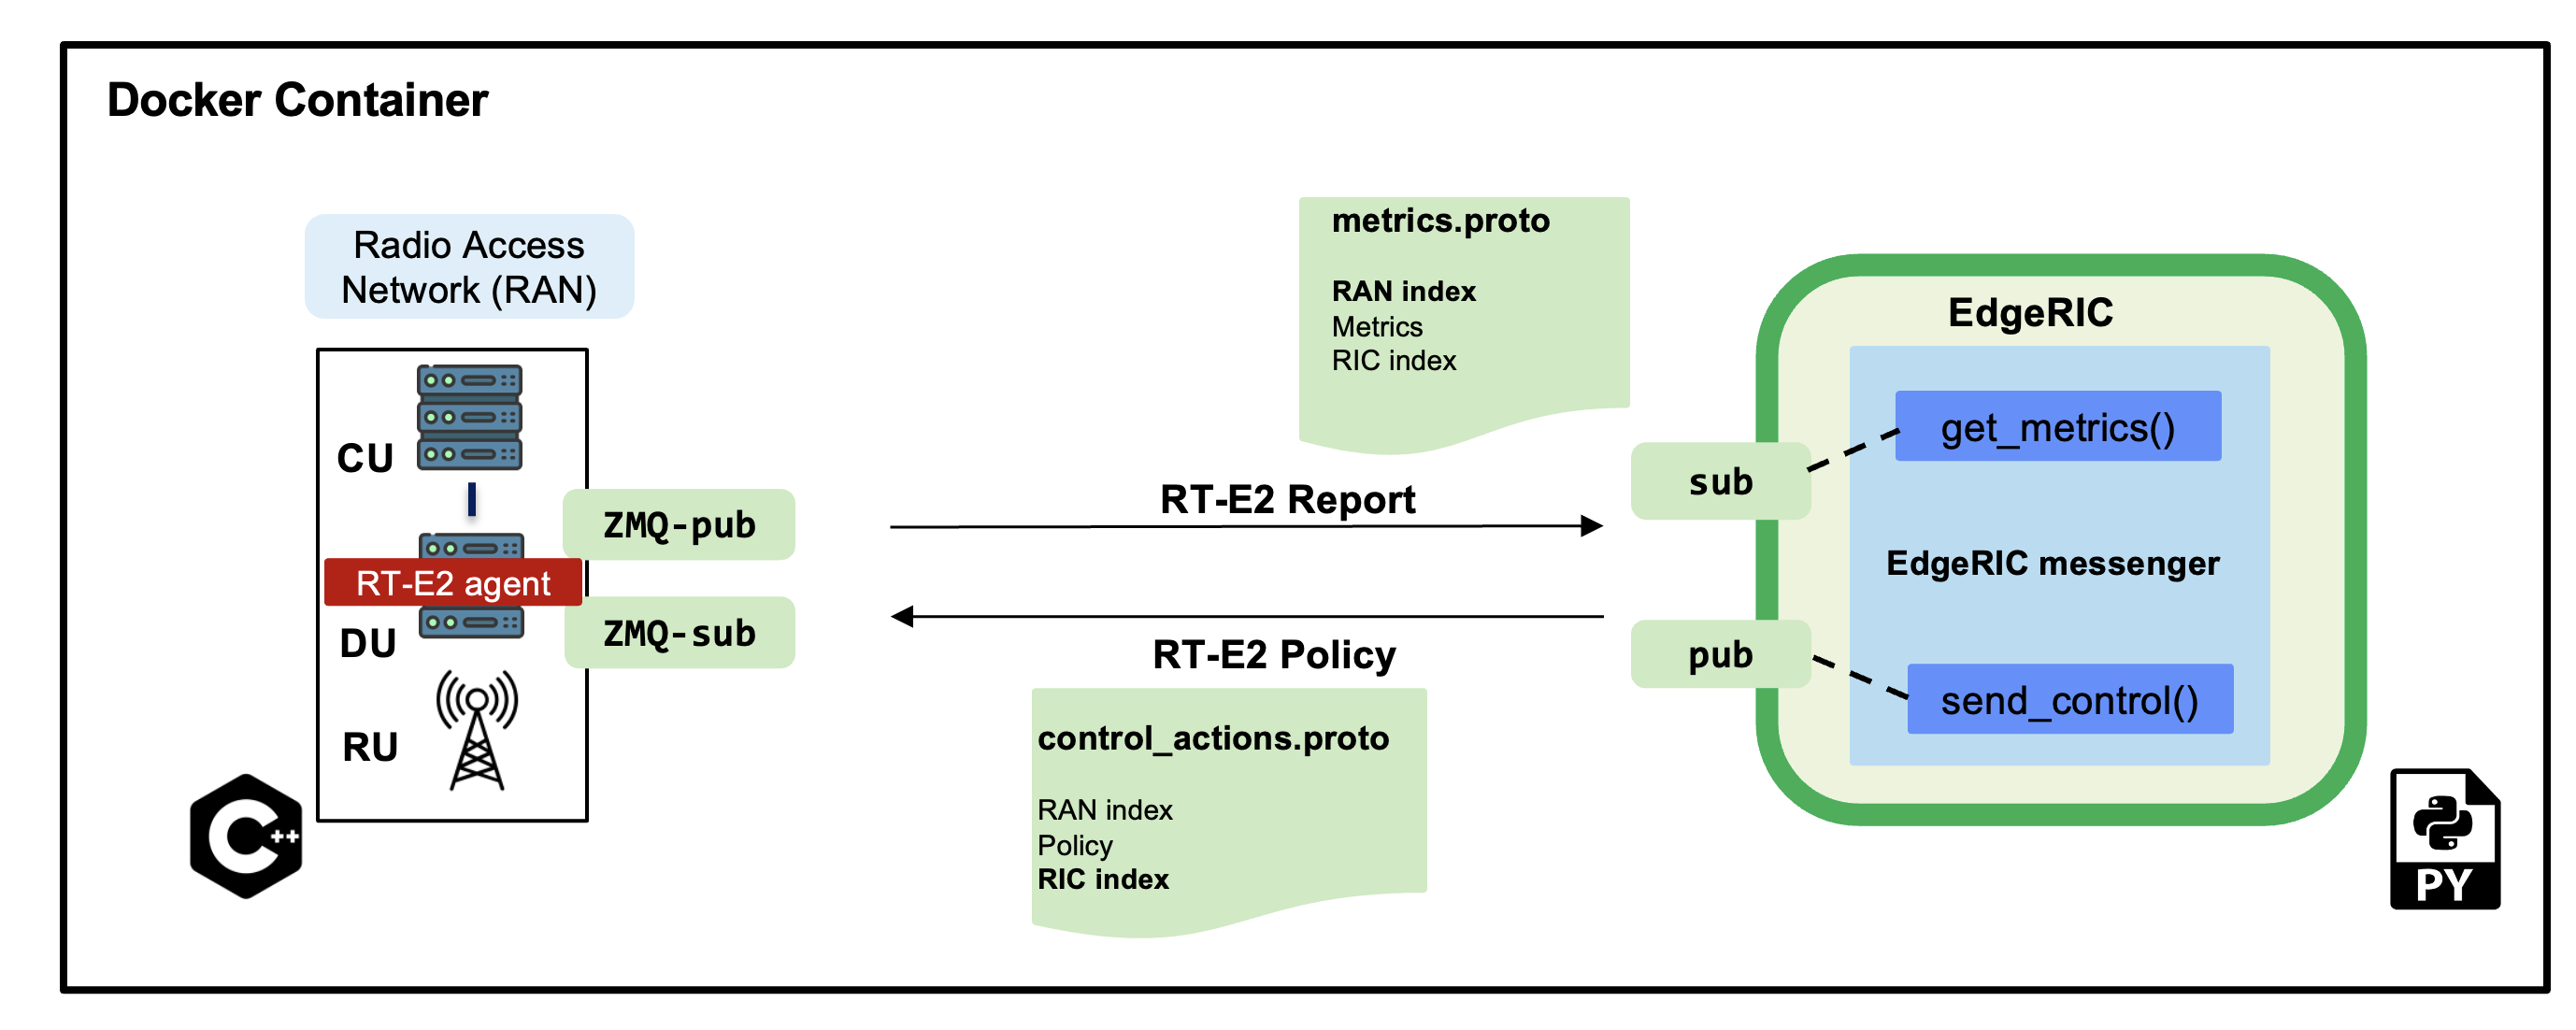 Docker Container
Radio Access
Network (RAN)
CU
RT-E2 agent
DU
RU
C++
ZMQ-pub
ZMQ-sub
RT-E2 Report
RT-E2 Policy
metrics.proto
RAN index
Metrics
RIC index
control_actions.proto
RAN index
Policy
RIC index
sub
pub
EdgeRIC
get_metrics()
EdgeRIC messenger
send_control()
PY